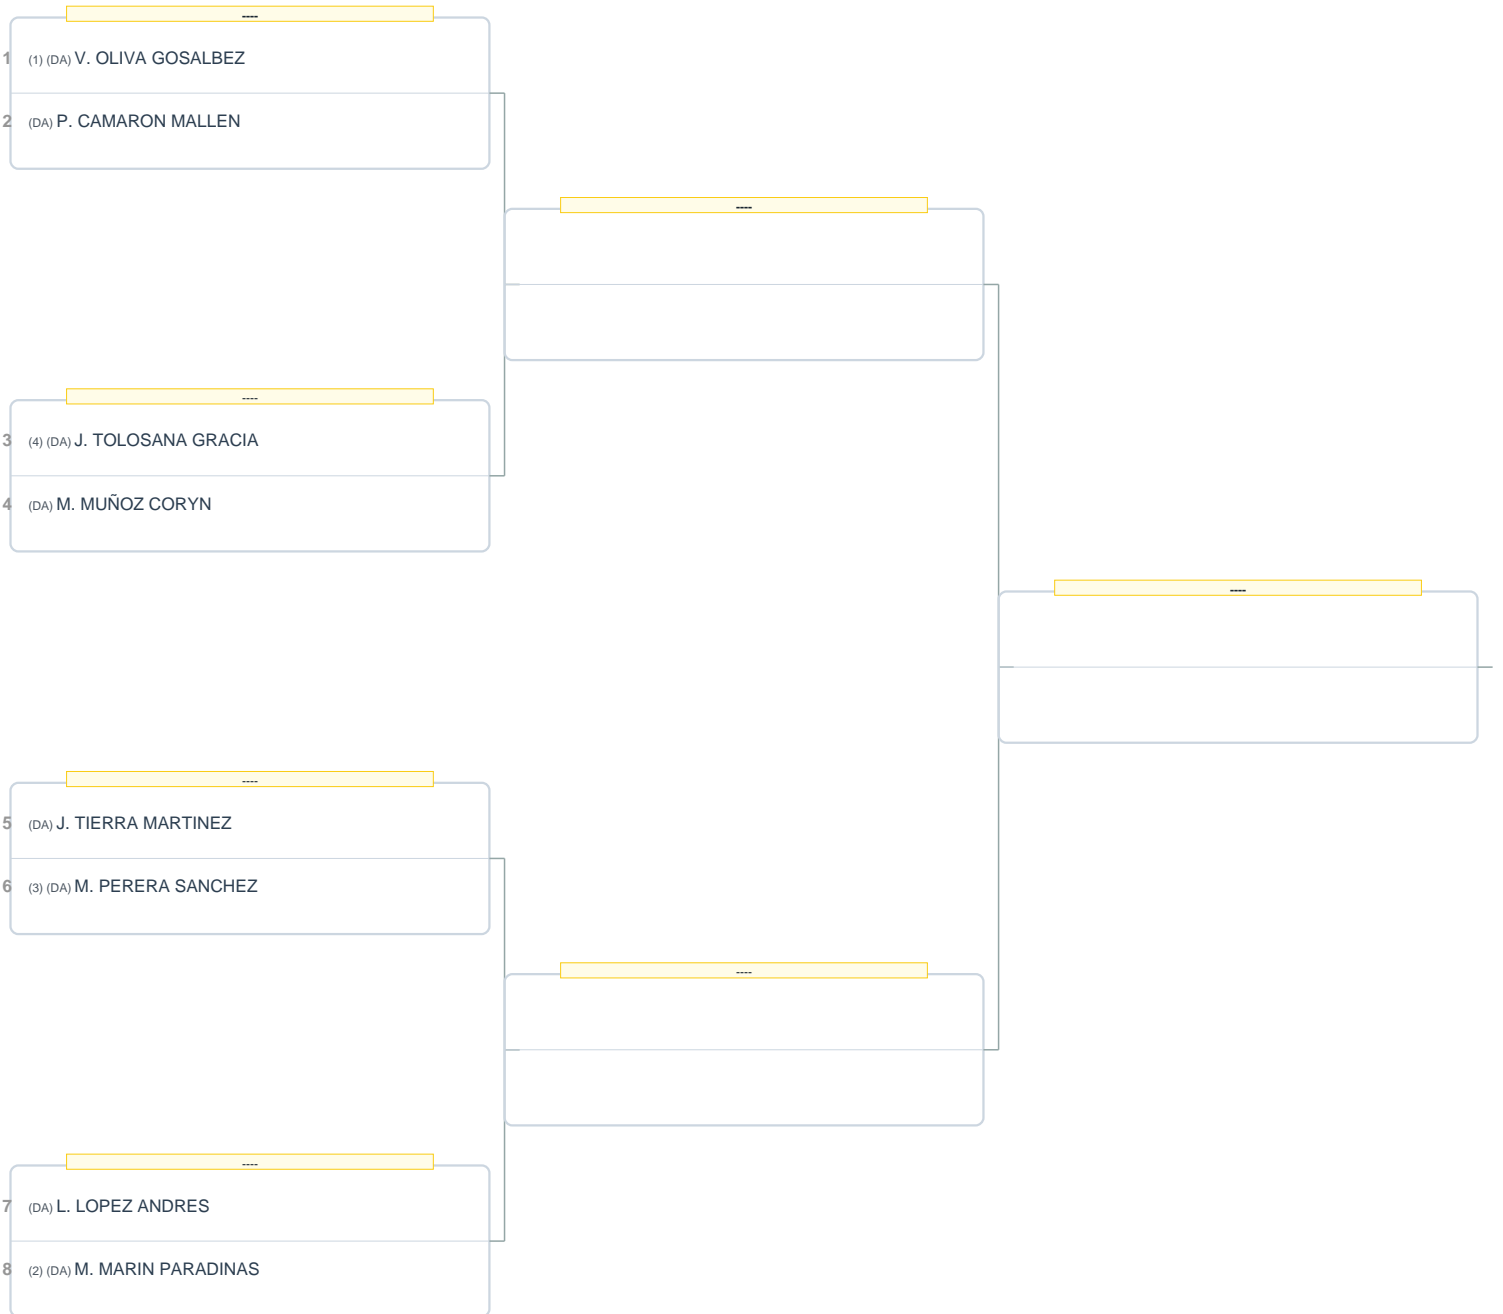 ----
1 (1) (DA) V. OLIVA GOSALBEZ
2 (DA) P. CAMARON MALLEN
----
----
3 (4) (DA) J. TOLOSANA GRACIA
4 (DA) M. MUÑOZ CORYN
----
----
5 (DA) J. TIERRA MARTINEZ
6 (3) (DA) M. PERERA SANCHEZ
----
----
7 (DA) L. LOPEZ ANDRES
8 (2) (DA) M. MARIN PARADINAS